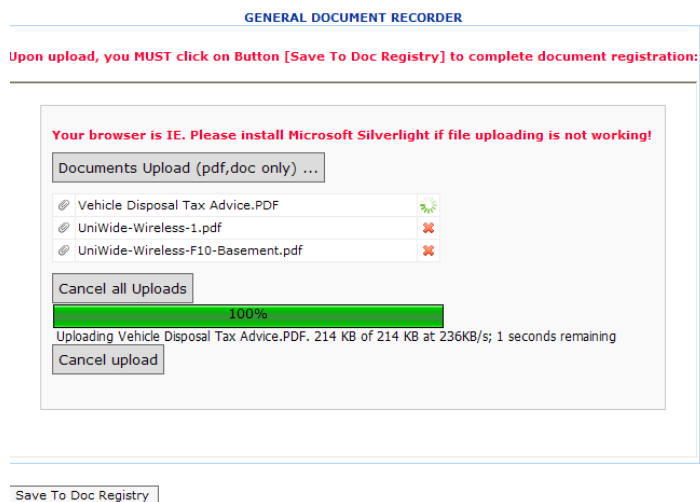 GENERAL DOCUMENT RECORDER
Upon upload, you MUST click on Button [Save To Doc Registry] to complete document registration:
Your browser is IE. Please install Microsoft Silverlight if file uploading is not working!
Documents Upload (pdf,doc only) ...
Vehicle Disposal Tax Advice.PDF
UniWide-Wireless-1.pdf
UniWide-Wireless-F10-Basement.pdf
Cancel all Uploads
100%
Uploading Vehicle Disposal Tax Advice.PDF. 214 KB of 214 KB at 236KB/s; 1 seconds remaining
Cancel upload
Save To Doc Registry